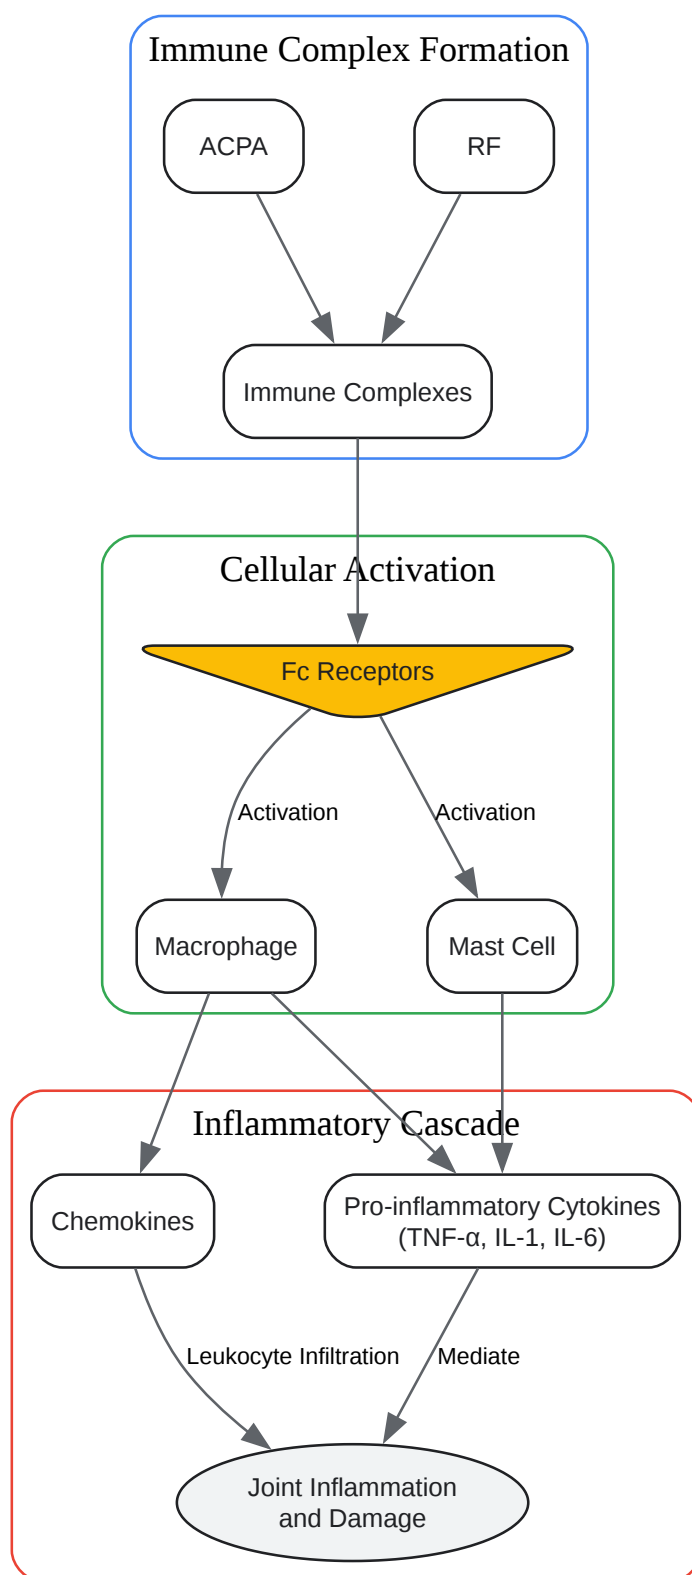 Immune Complex Formation
ACPA
RF
Immune Complexes
Cellular Activation
Fc Receptors
Activation
Activation
Macrophage
Mast Cell
Inflammatory Cascade
Chemokines
Pro-inflammatory Cytokines
(TNF-α, IL-1, IL-6)
Leukocyte Infiltration
Mediate
Joint Inflammation
and Damage